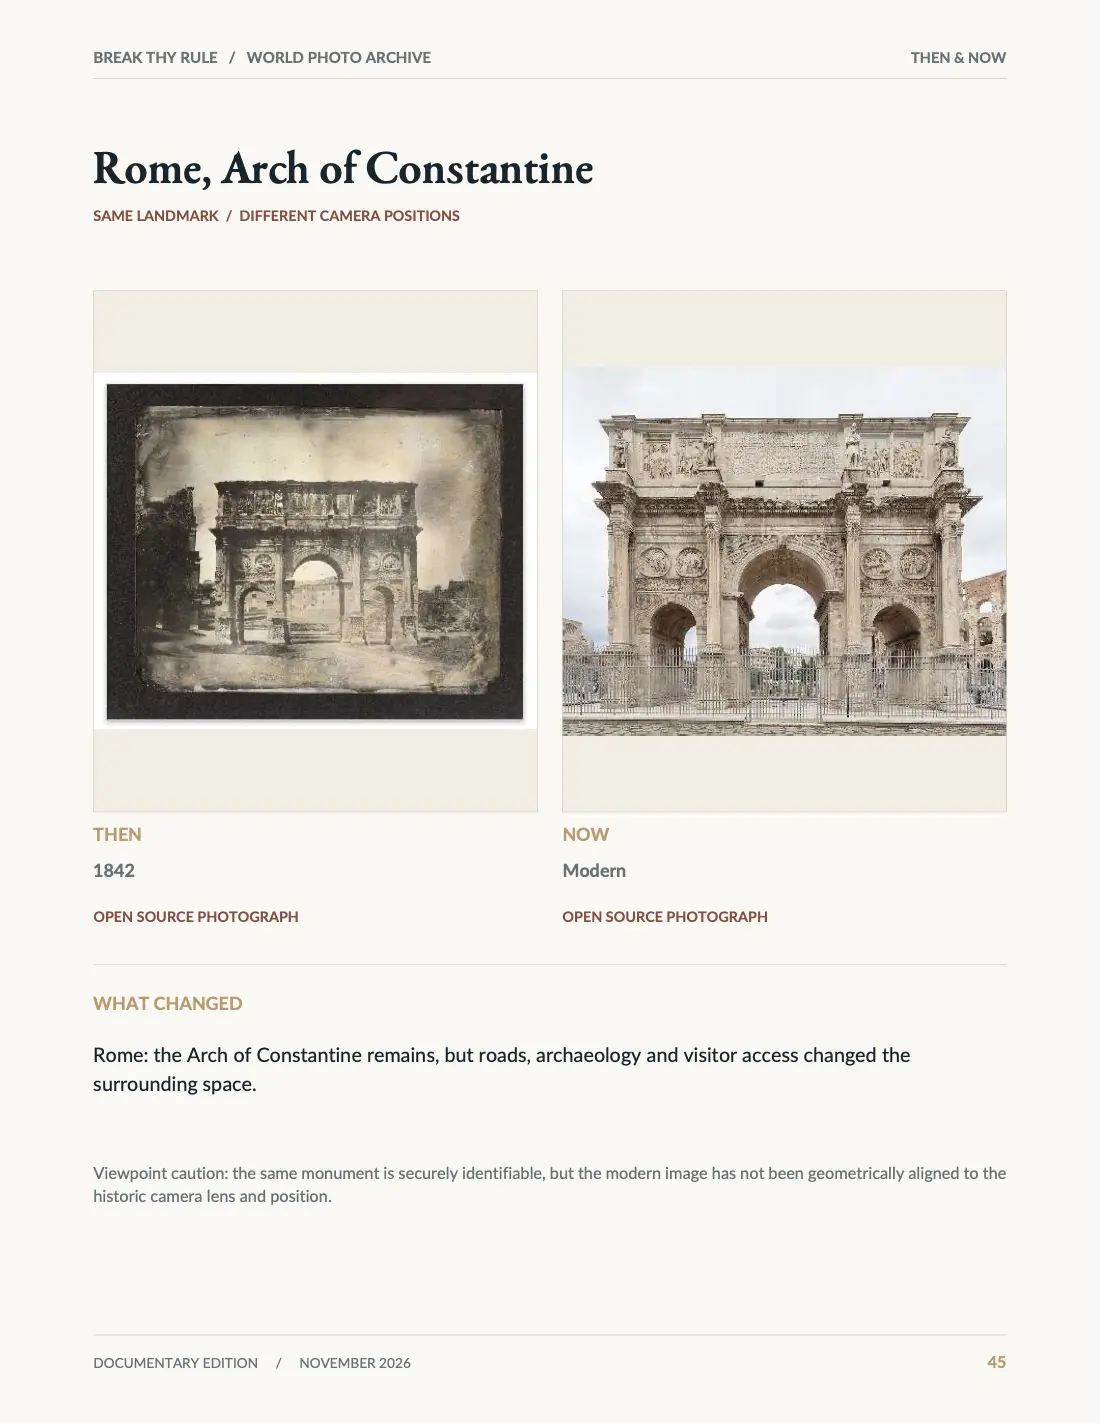 BREAK THY RULE / WORLD PHOTO ARCHIVE
THEN & NOW
Rome, Arch of Constantine
SAME LANDMARK / DIFFERENT CAMERA POSITIONS
THEN
1842
OPEN SOURCE PHOTOGRAPH
NOW
Modern
OPEN SOURCE PHOTOGRAPH
WHAT CHANGED
Rome: the Arch of Constantine remains, but roads, archaeology and visitor access changed the
surrounding space.
Viewpoint caution: the same monument is securely identifiable, but the modern image has not been geometrically aligned to the
historic camera lens and position.
DOCUMENTARY EDITION / NOVEMBER 2026
45